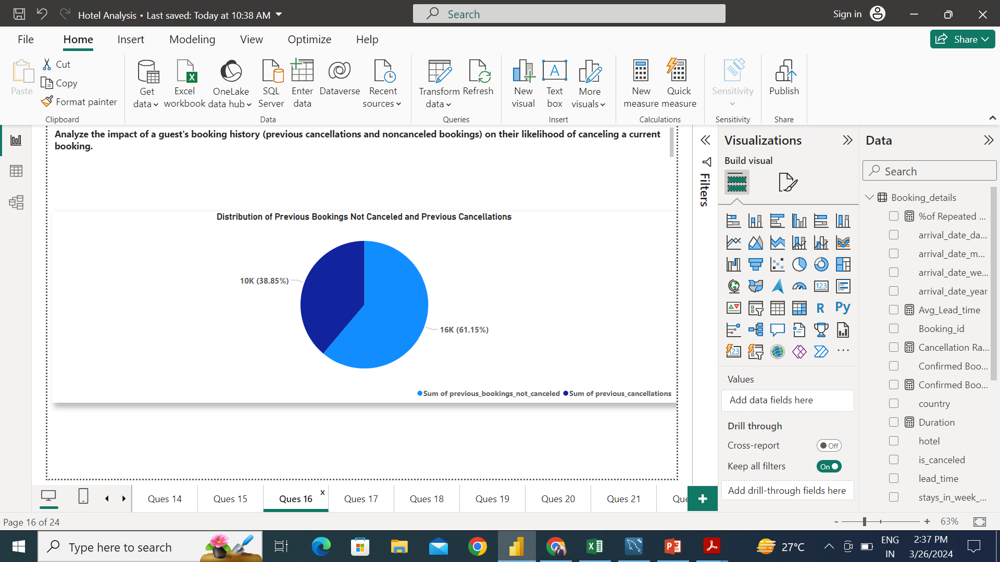 Hotel Analysis • Last saved: Today at 10:38 AM
Search
Sign in
File Home Insert Modeling View Optimize Help
Share
Paste
Cut
Copy
Format painter
Clipboard
Get data
Excel workbook
OneLake data hub
SQL Server
Enter data
Dataverse
Recent sources
Data
Transform data
Refresh
Queries
New visual
Text box
More visuals
Insert
New measure
Quick measure
Calculations
Sensitivity
Sensitivity
Publish
Share
Analyze the impact of a guest's booking history (previous cancellations and noncanceled bookings) on their likelihood of canceling a current
booking.
Distribution of Previous Bookings Not Canceled and Previous Cancellations
10K (38.85%)
16K (61.15%)
Sum of previous_bookings_not_canceled Sum of previous_cancellations
Filters
Visualizations
Build visual
123
R
Py
123
Values
Add data fields here
Drill through
Cross-report
Off
Keep all filters
On
Add drill-through fields here
Data
Search
Booking_details
%of Repeated ...
arrival_date_da...
arrival_date_m...
arrival_date_we...
arrival_date_year
Avg_Lead_time
Booking_id
Cancellation Ra...
Confirmed Boo...
Confirmed Boo...
country
Duration
hotel
is_canceled
lead_time
stays_in_week_...
Ques 14
Ques 15
Ques 16
x
Ques 17
Ques 18
Ques 19
Ques 20
Ques 21
Que
+
Page 16 of 24
- + 63%
Type here to search
27°C
ENG
IN
2:37 PM
3/26/2024